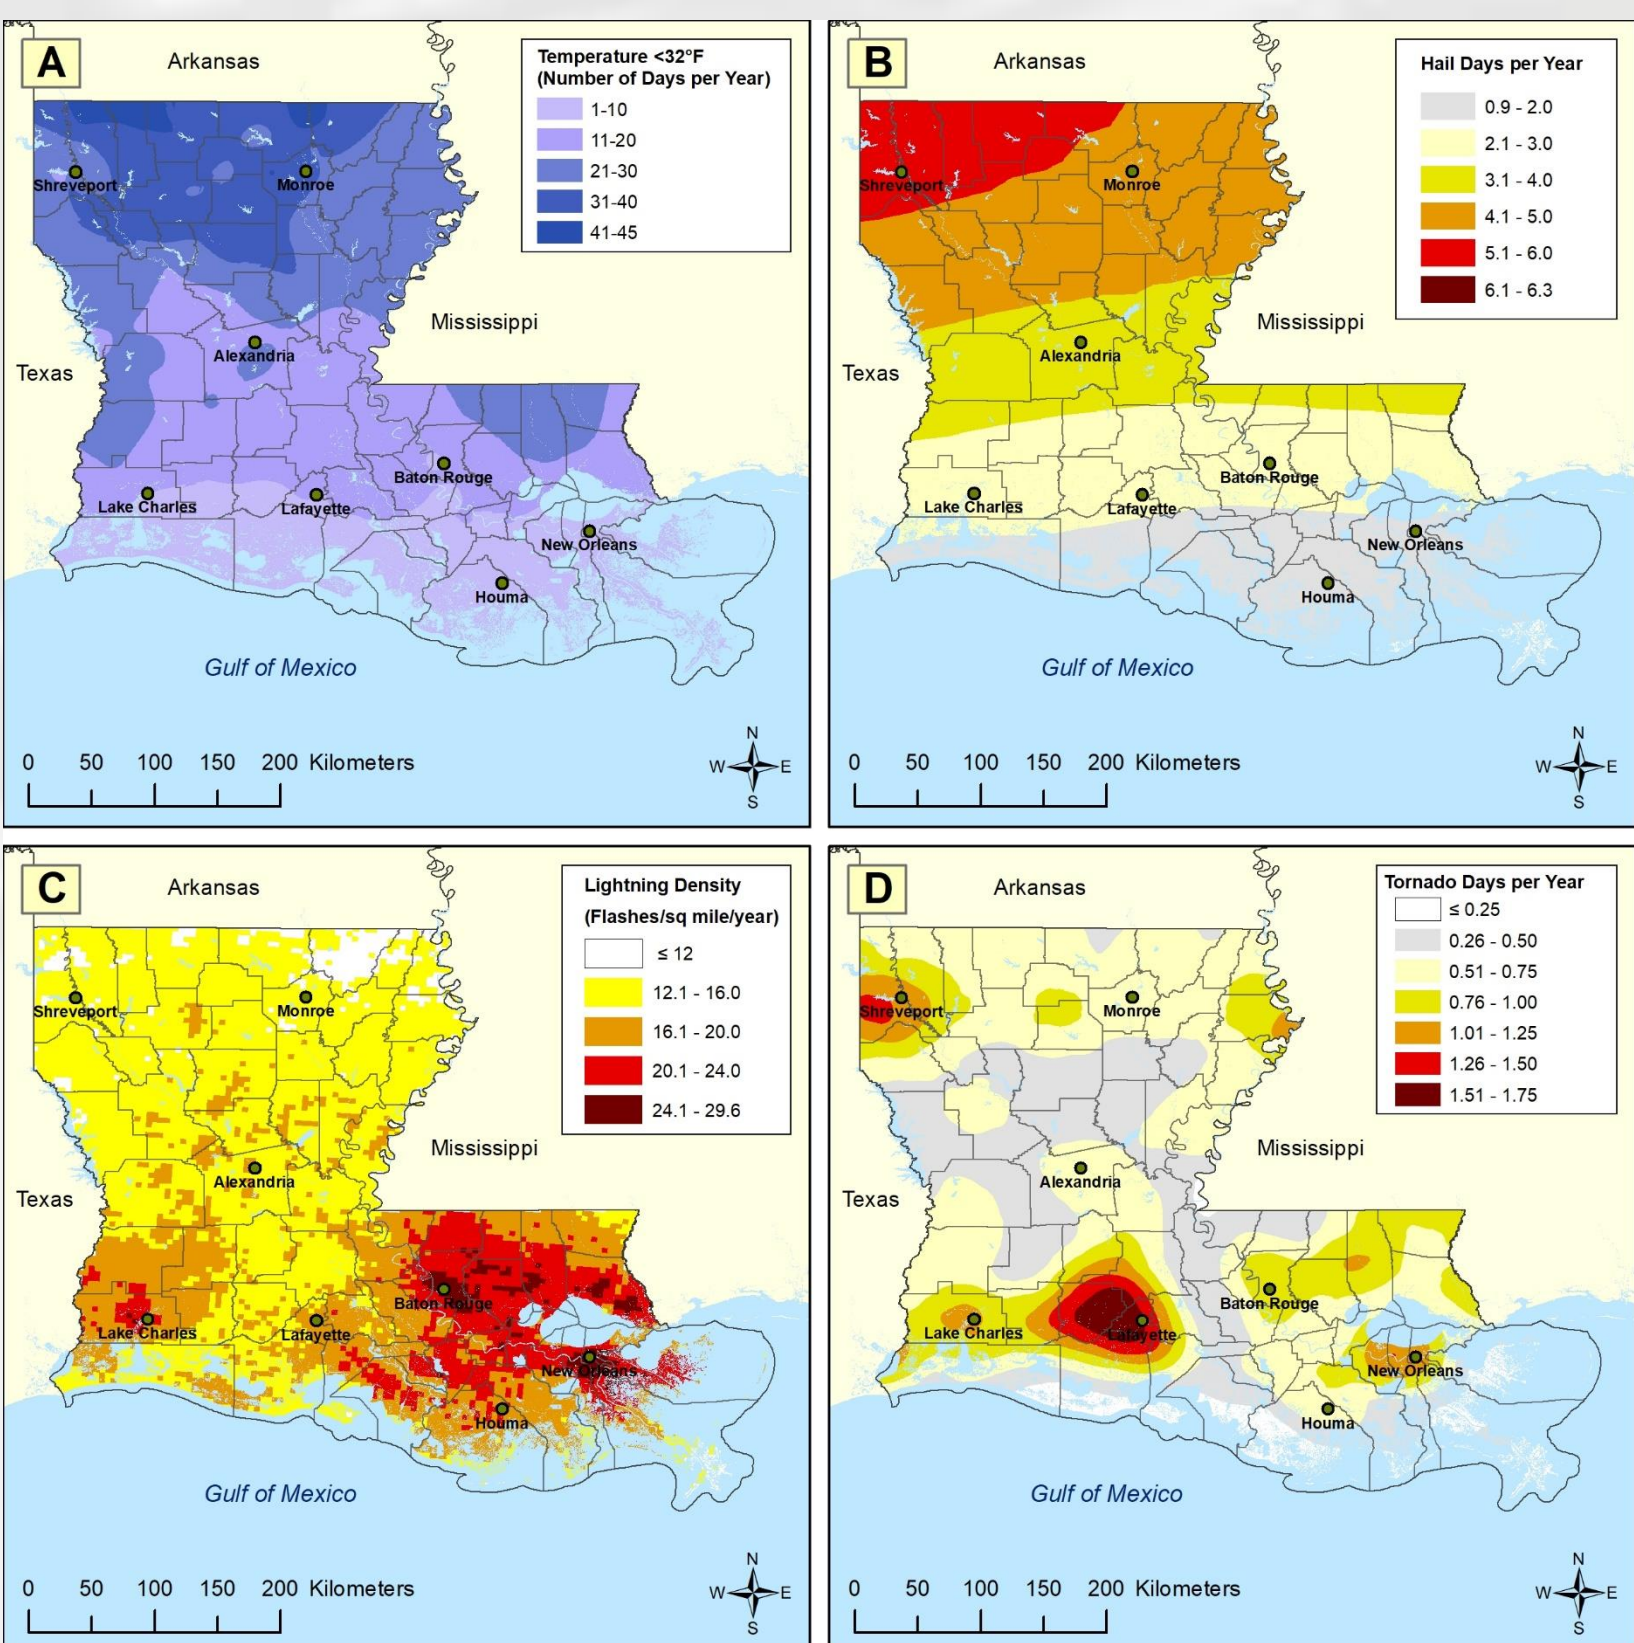 A
Arkansas
Temperature <32°F
(Number of Days per Year)
1-10
11-20
21-30
31-40
41-45
Shreveport
Monroe
Mississippi
Alexandria
Texas
Baton Rouge
Lake Charles
Lafayette
New Orleans
Houma
Gulf of Mexico
N
W E
S
0 50 100 150 200 Kilometers
B
Arkansas
Hail Days per Year
0.9 - 2.0
2.1 - 3.0
3.1 - 4.0
4.1 - 5.0
5.1 - 6.0
6.1 - 6.3
Shreveport
Monroe
Mississippi
Alexandria
Texas
Baton Rouge
Lake Charles
Lafayette
New Orleans
Houma
Gulf of Mexico
N
W E
S
0 50 100 150 200 Kilometers
C
Arkansas
Lightning Density
(Flashes/sq mile/year)
≤ 12
12.1 - 16.0
16.1 - 20.0
20.1 - 24.0
24.1 - 29.6
Shreveport
Monroe
Mississippi
Alexandria
Texas
Baton Rouge
Lake Charles
Lafayette
New Orleans
Houma
Gulf of Mexico
N
W E
S
0 50 100 150 200 Kilometers
D
Arkansas
Tornado Days per Year
≤ 0.25
0.26 - 0.50
0.51 - 0.75
0.76 - 1.00
1.01 - 1.25
1.26 - 1.50
1.51 - 1.75
Shreveport
Monroe
Mississippi
Alexandria
Texas
Baton Rouge
Lake Charles
Lafayette
New Orleans
Houma
Gulf of Mexico
N
W E
S
0 50 100 150 200 Kilometers